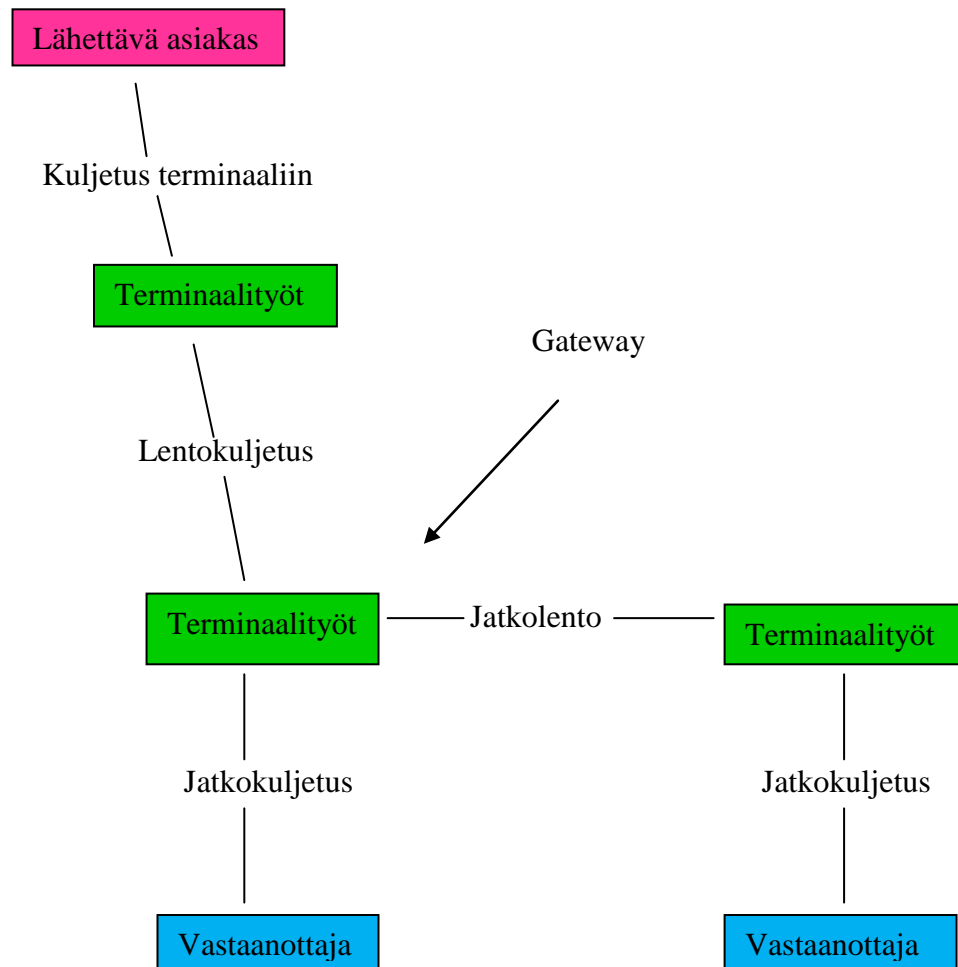 Lähettävä asiakas
Kuljetus terminaaliin
Terminaalityöt
Gateway
Lentokuljetus
Terminaalityöt
Jatkolento
Terminaalityöt
Jatkokuljetus
Jatkokuljetus
Vastaanottaja
Vastaanottaja